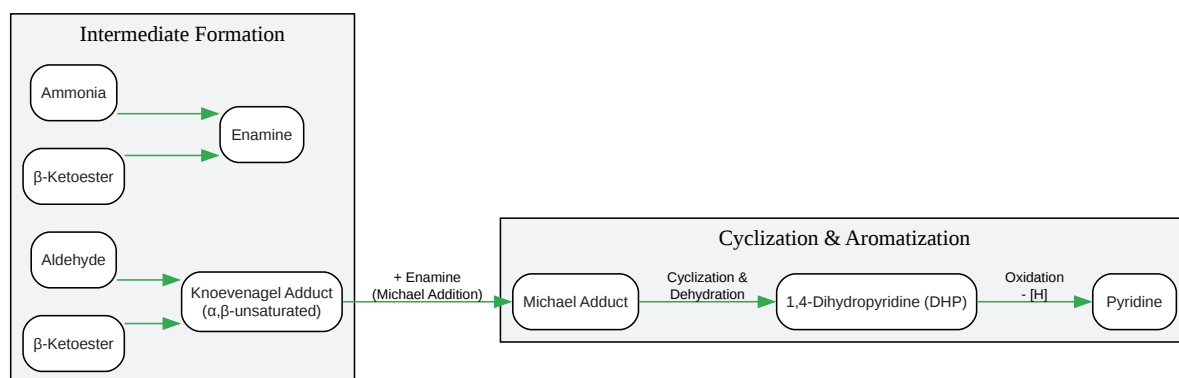 Intermediate Formation
Ammonia
Enamine
β-Ketoester
Aldehyde
Knoevenagel Adduct
(α,β-unsaturated)
β-Ketoester
+ Enamine
(Michael Addition)
Cyclization & Aromatization
Michael Adduct
Cyclization &
Dehydration
1,4-Dihydropyridine (DHP)
Oxidation
- [H]
Pyridine